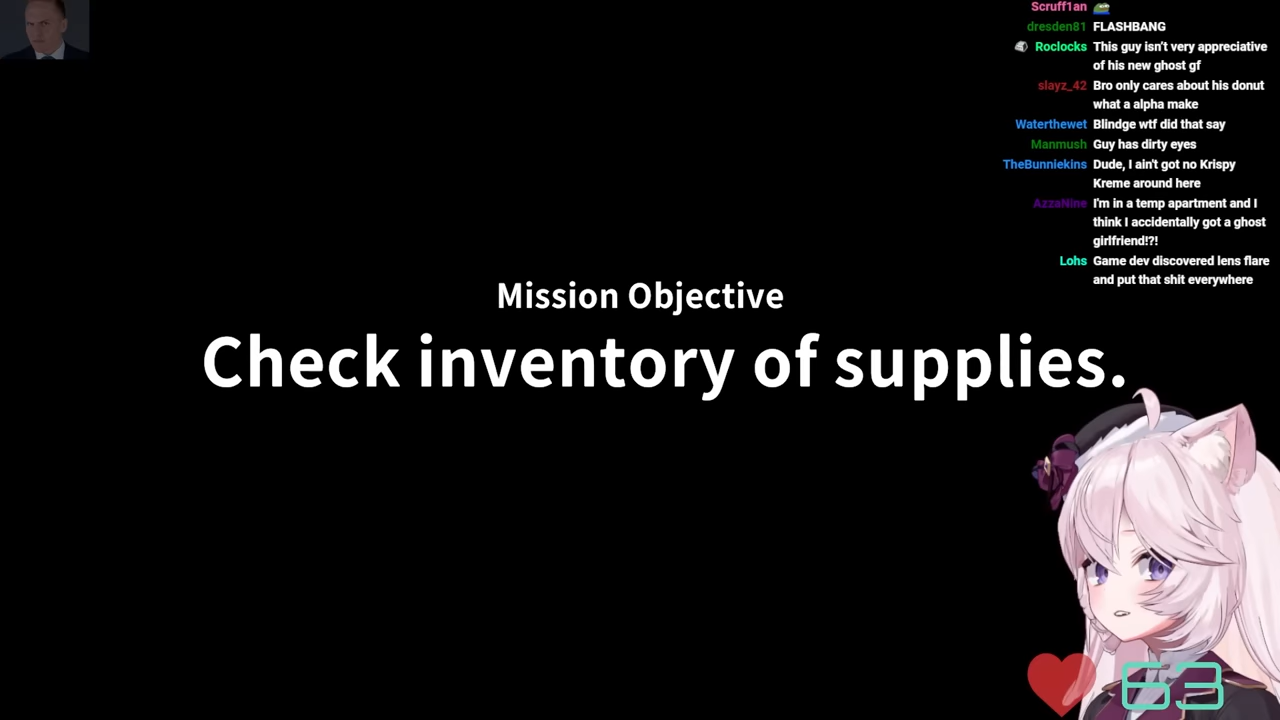 Scruff1an
dresden81 FLASHBANG
Roclocks This guy isn't very appreciative
of his new ghost gf
slayz_42 Bro only cares about his donut
what a alpha make
Waterthewet Blindge wtf did that say
Manmush Guy has dirty eyes
TheBunniekins Dude, I ain't got no Krispy
Kreme around here
AzzaNine I'm in a temp apartment and I
think I accidentally got a ghost
girlfriend!?!
Lohs Game dev discovered lens flare
and put that shit everywhere
Mission Objective
Check inventory of supplies.
63